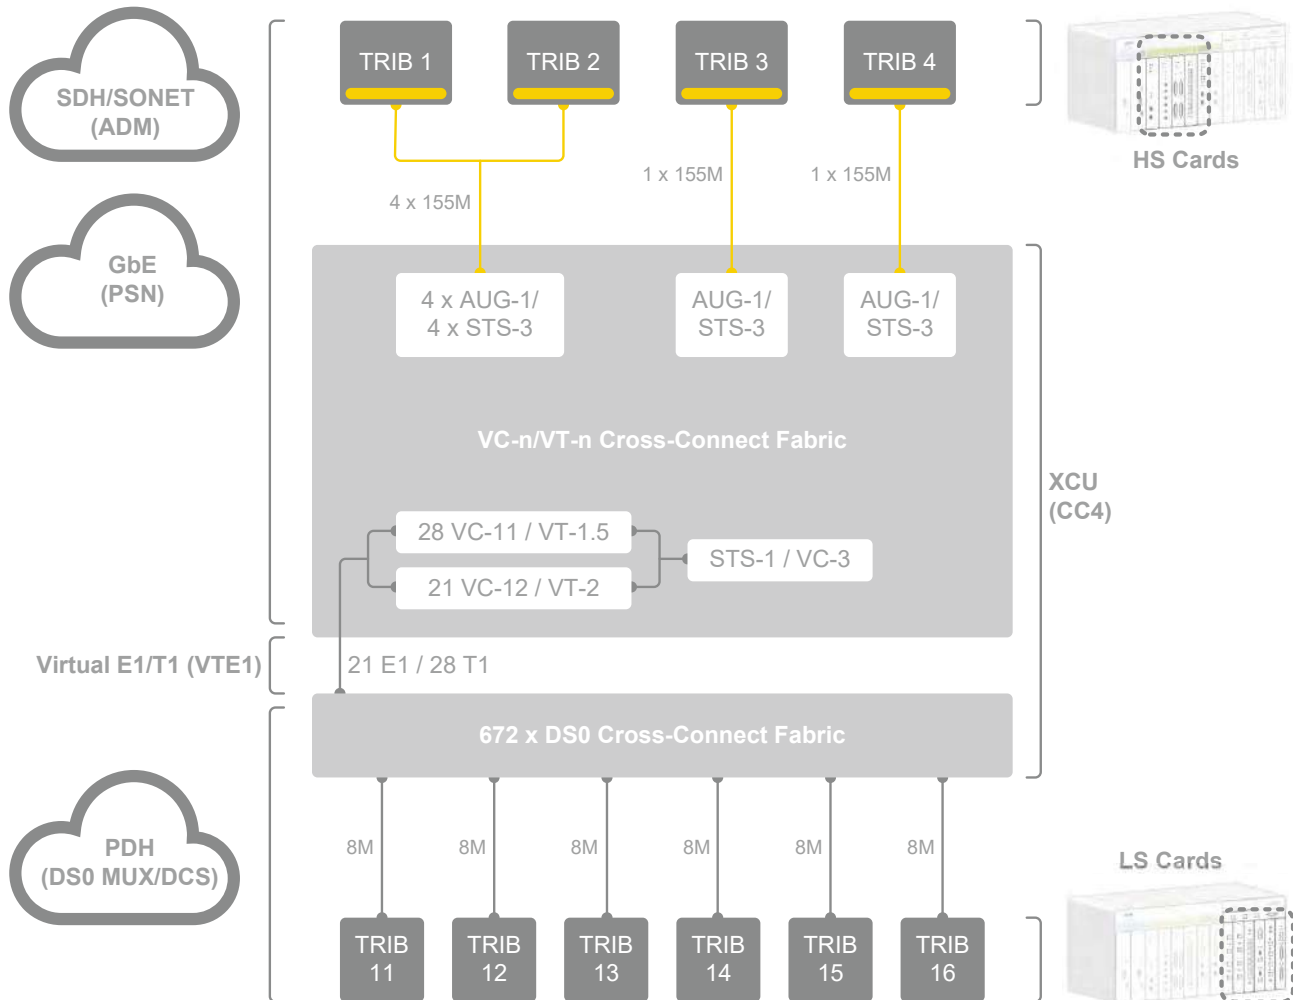 SDH/SONET
(ADM)
TRIB 1
TRIB 2
TRIB 3
TRIB 4
HS Cards
4 x 155M
1 x 155M
1 x 155M
GbE
(PSN)
4 x AUG-1/
4 x STS-3
AUG-1/
STS-3
AUG-1/
STS-3
VC-n/VT-n Cross-Connect Fabric
XCU
(CC4)
28 VC-11 / VT-1.5
21 VC-12 / VT-2
STS-1 / VC-3
Virtual E1/T1 (VTE1)
21 E1 / 28 T1
672 x DS0 Cross-Connect Fabric
PDH
(DS0 MUX/DCS)
8M
8M
8M
8M
8M
8M
LS Cards
TRIB
11
TRIB
12
TRIB
13
TRIB
14
TRIB
15
TRIB
16